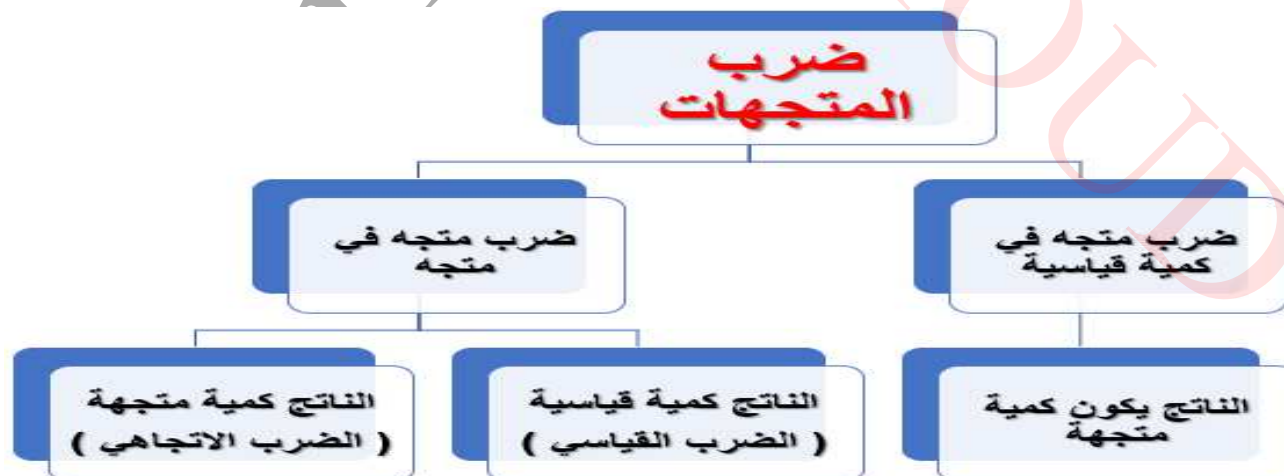 ضرب
المتجهات
ضرب متجه في
كمية قياسية
ضرب متجه في
متجه
الناتج يكون كمية
متجهة
الناتج كمية قياسية
( الضرب القياسي )
الناتج كمية متجهة
( الضرب الاتجاهي )
OUD